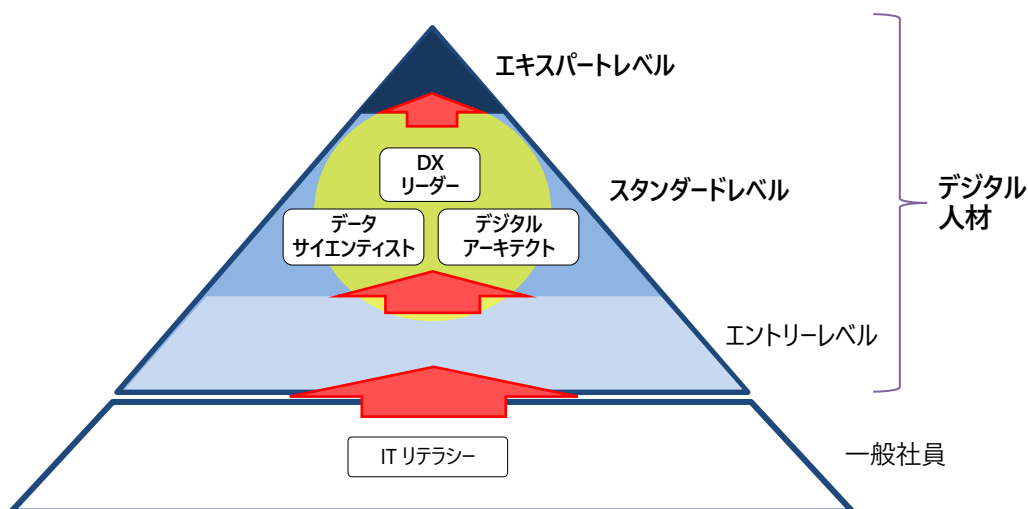 エキスパートレベル
DX
リーダー
スタンダードレベル
データ
サイエンティスト
デジタル
アーキテクト
デジタル
人材
エントリーレベル
IT リテラシー
一般社員